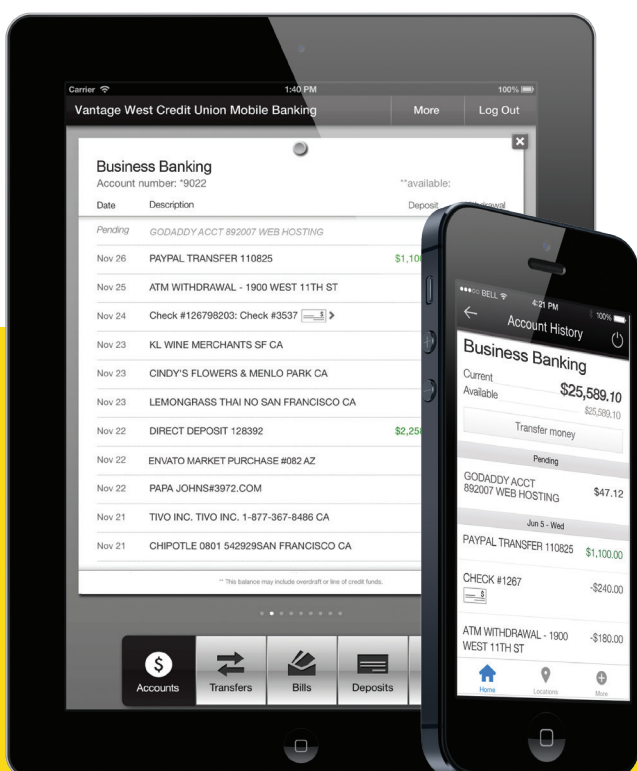 Carrier 1:40 PM 100%
Vantage West Credit Union Mobile Banking More Log Out
Business Banking
Account number: *9022 **available:
Date Description Deposit
Pending GODADDY ACCT 892007 WEB HOSTING
Nov 26 PAYPAL TRANSFER 110825 $1,100
Nov 25 ATM WITHDRAWAL - 1900 WEST 11TH ST
Nov 24 Check #126798203: Check #3537
Nov 23 KL WINE MERCHANTS SF CA
Nov 23 CINDY'S FLOWERS & MENLO PARK CA
Nov 23 LEMONGRASS THAI NO SAN FRANCISCO CA
Nov 22 DIRECT DEPOSIT 128392 $2,258
Nov 22 ENVATO MARKET PURCHASE #082 AZ
Nov 22 PAPA JOHNS#3972.COM
Nov 21 TIVO INC. TIVO INC. 1-877-367-8486 CA
Nov 21 CHIPOTLE 0801 542929SAN FRANCISCO CA
** This balance may include overdraft or line of credit funds.
Accounts Transfers Bills Deposits
BELL 4:21 PM 100%
Account History
Business Banking
Current $25,589.10
Available $25,589.10
Transfer money
Pending
GODADDY ACCT
892007 WEB HOSTING $47.12
Jun 5 - Wed
PAYPAL TRANSFER 110825 $1,100.00
CHECK #1267 -$240.00
ATM WITHDRAWAL - 1900 -$180.00
WEST 11TH ST
Home Locations More